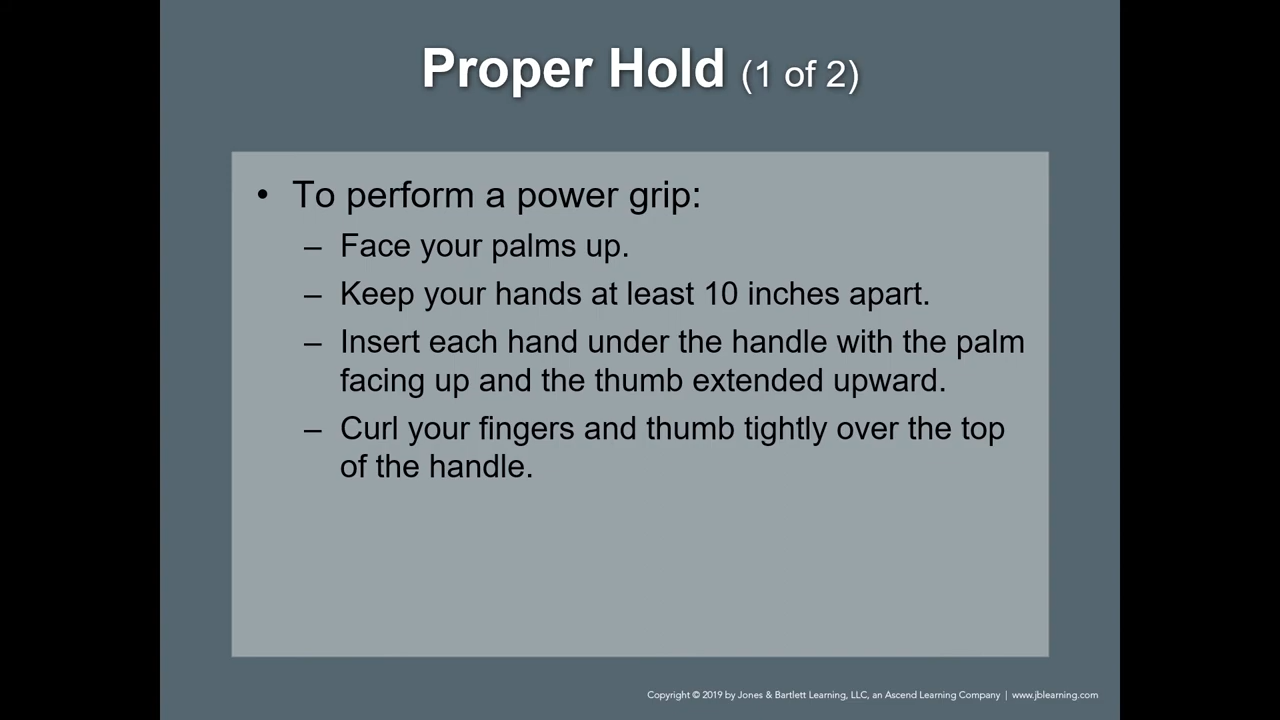 Proper Hold (1 of 2)
• To perform a power grip:
– Face your palms up.
– Keep your hands at least 10 inches apart.
– Insert each hand under the handle with the palm
facing up and the thumb extended upward.
– Curl your fingers and thumb tightly over the top
of the handle.
Copyright © 2019 by Jones & Bartlett Learning, LLC, an Ascend Learning Company | www.jblearning.com